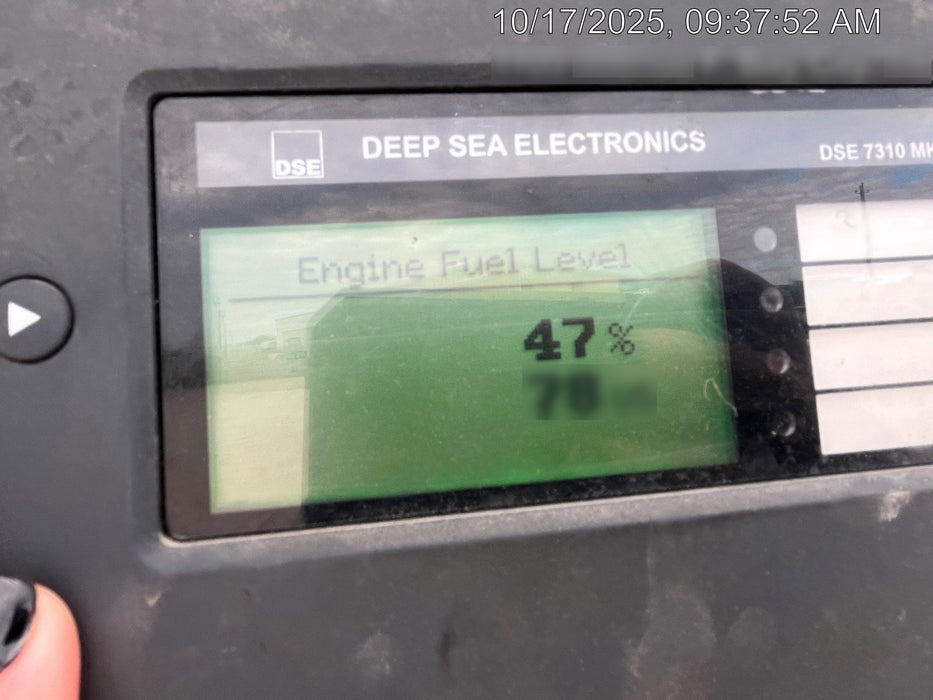 10/17/2025, 09:37:52 AM
DSE
DEEP SEA ELECTRONICS
DSE 7310 MK
Engine Fuel Level
47 %